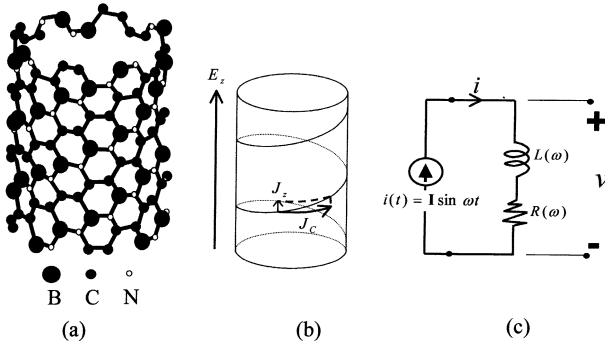 B C N
(a)
E_z
J_z
J_C
(b)
i
i(t) = I sin ωt
L(ω)
R(ω)
+
v
-
(c)